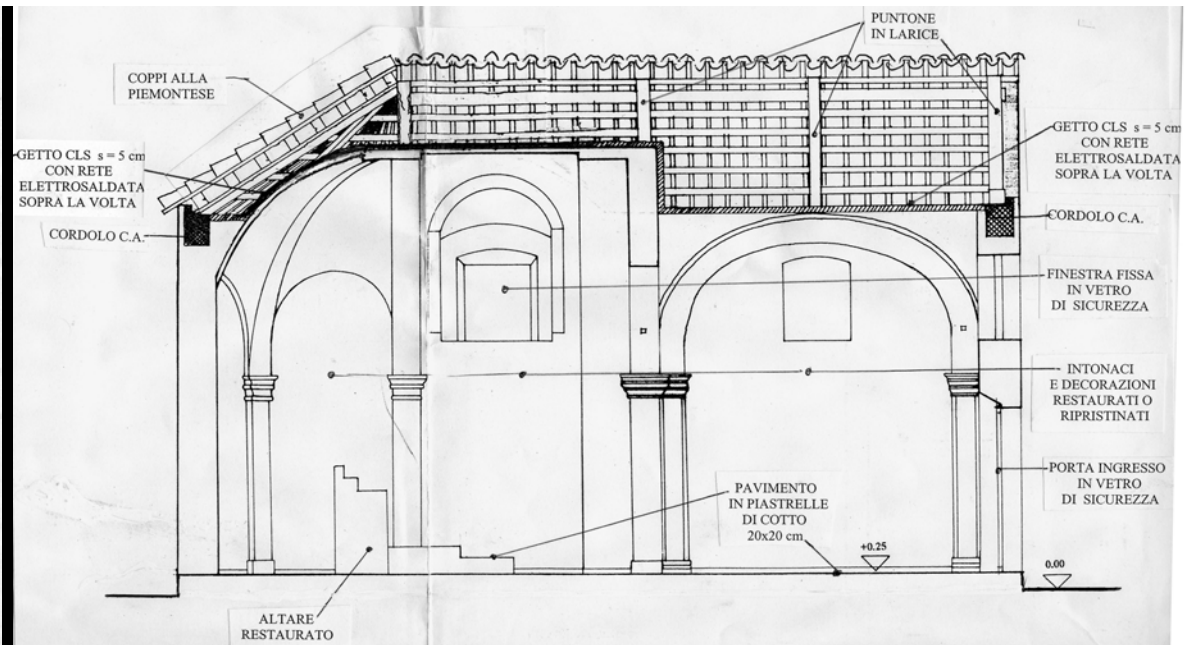 PUNTONE
IN LARICE
COPPI ALLA
PIEMONTESE
GETTO CLS s = 5 cm
CON RETE
ELETTROSALDATA
SOPRA LA VOLTA
GETTO CLS s = 5 cm
CON RETE
ELETTROSALDATA
SOPRA LA VOLTA
CORDOLO C.A.
CORDOLO C.A.
FINESTRA FISSA
IN VETRO
DI SICUREZZA
INTONACI
E DECORAZIONI
RESTAURATI O
RIPRISTINATI
PORTA INGRESSO
IN VETRO
DI SICUREZZA
PAVIMENTO
IN PIASTRELLE
DI COTTO
20x20 cm
+0.25
0.00
ALTARE
RESTAURATO